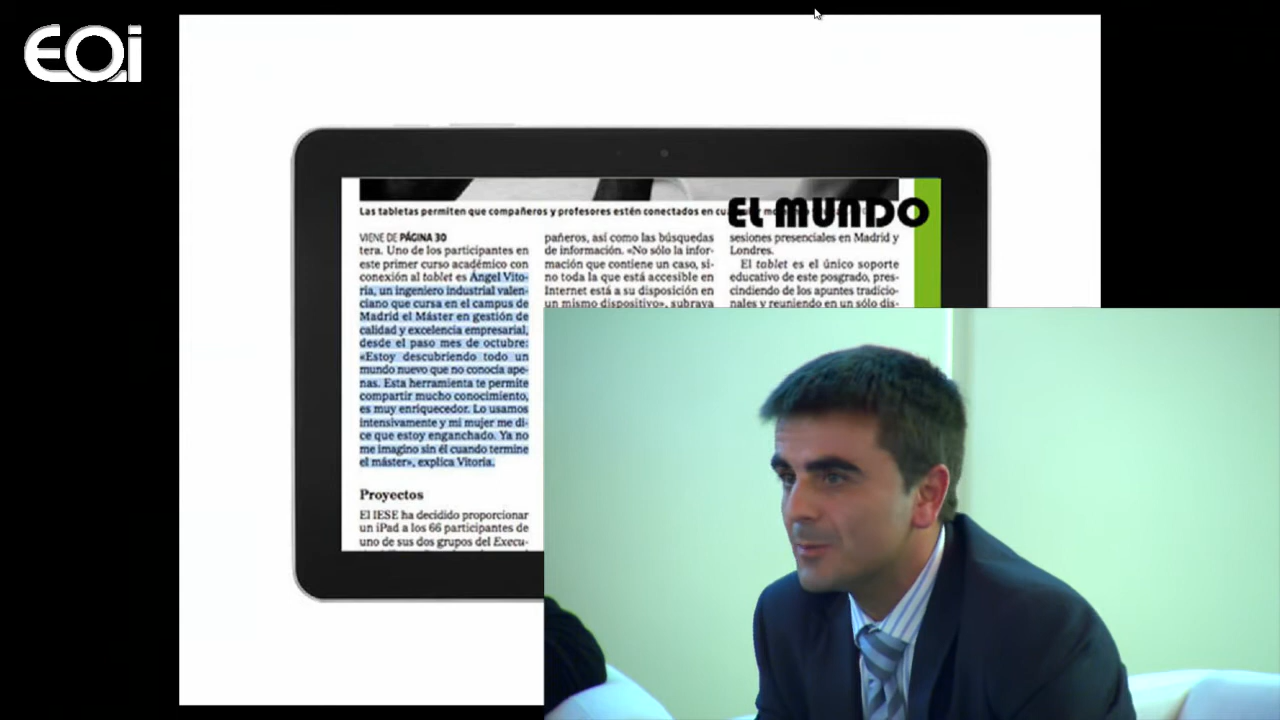 EOi
Las tabletas permiten que compañeros y profesores estén conectados en
EL MUNDO
VIENE DE PÁGINA 30
tera. Uno de los participantes en
este primer curso académico con
conexión al tablet es Ángel Vito-
ria, un ingeniero industrial valen-
ciano que cursa en el campus de
Madrid el Máster en gestión de
calidad y excelencia empresarial,
desde el paso mes de octubre:
«Estoy descubriendo todo un
mundo nuevo que no conocía ape-
nas. Esta herramienta te permite
compartir mucho conocimiento,
es muy enriquecedor. Lo usamos
intensivamente y mi mujer me di-
ce que estoy enganchado. Ya no
me imagino sin él cuando termine
el máster», explica Vitoria.
Proyectos
El IESE ha decidido proporcionar
un iPad a los 66 participantes de
uno de sus dos grupos del Execu-
pañeros, así como las búsquedas
de información. «No sólo la infor-
mación que contiene un caso, si-
no toda la que está accesible en
Internet está a su disposición en
un mismo dispositivo», subraya
sesiones presenciales en Madrid y
Londres.
El tablet es el único soporte
educativo de este posgrado, pres-
cindiendo de los apuntes tradicio-
nales y reuniendo en un sólo dis-